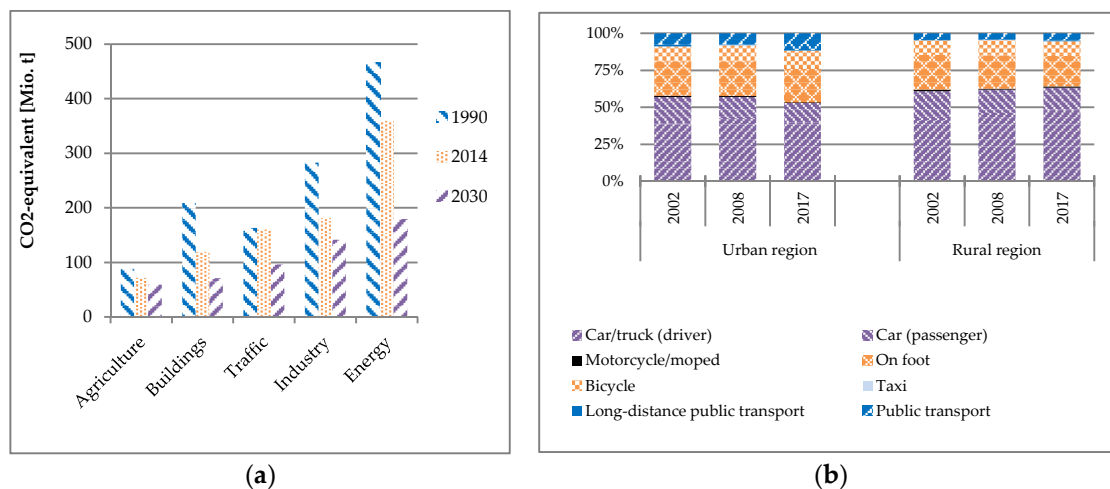 CO2-equivalent [Mio. t]
500
400
300
200
100
0
Agriculture
Buildings
Traffic
Industry
Energy
1990
2014
2030
(a)
100%
75%
50%
25%
0%
2002
2008
2017
2002
2008
2017
Urban region
Rural region
Car/truck (driver)
Car (passenger)
Motorcycle/moped
On foot
Bicycle
Taxi
Long-distance public transport
Public transport
(b)